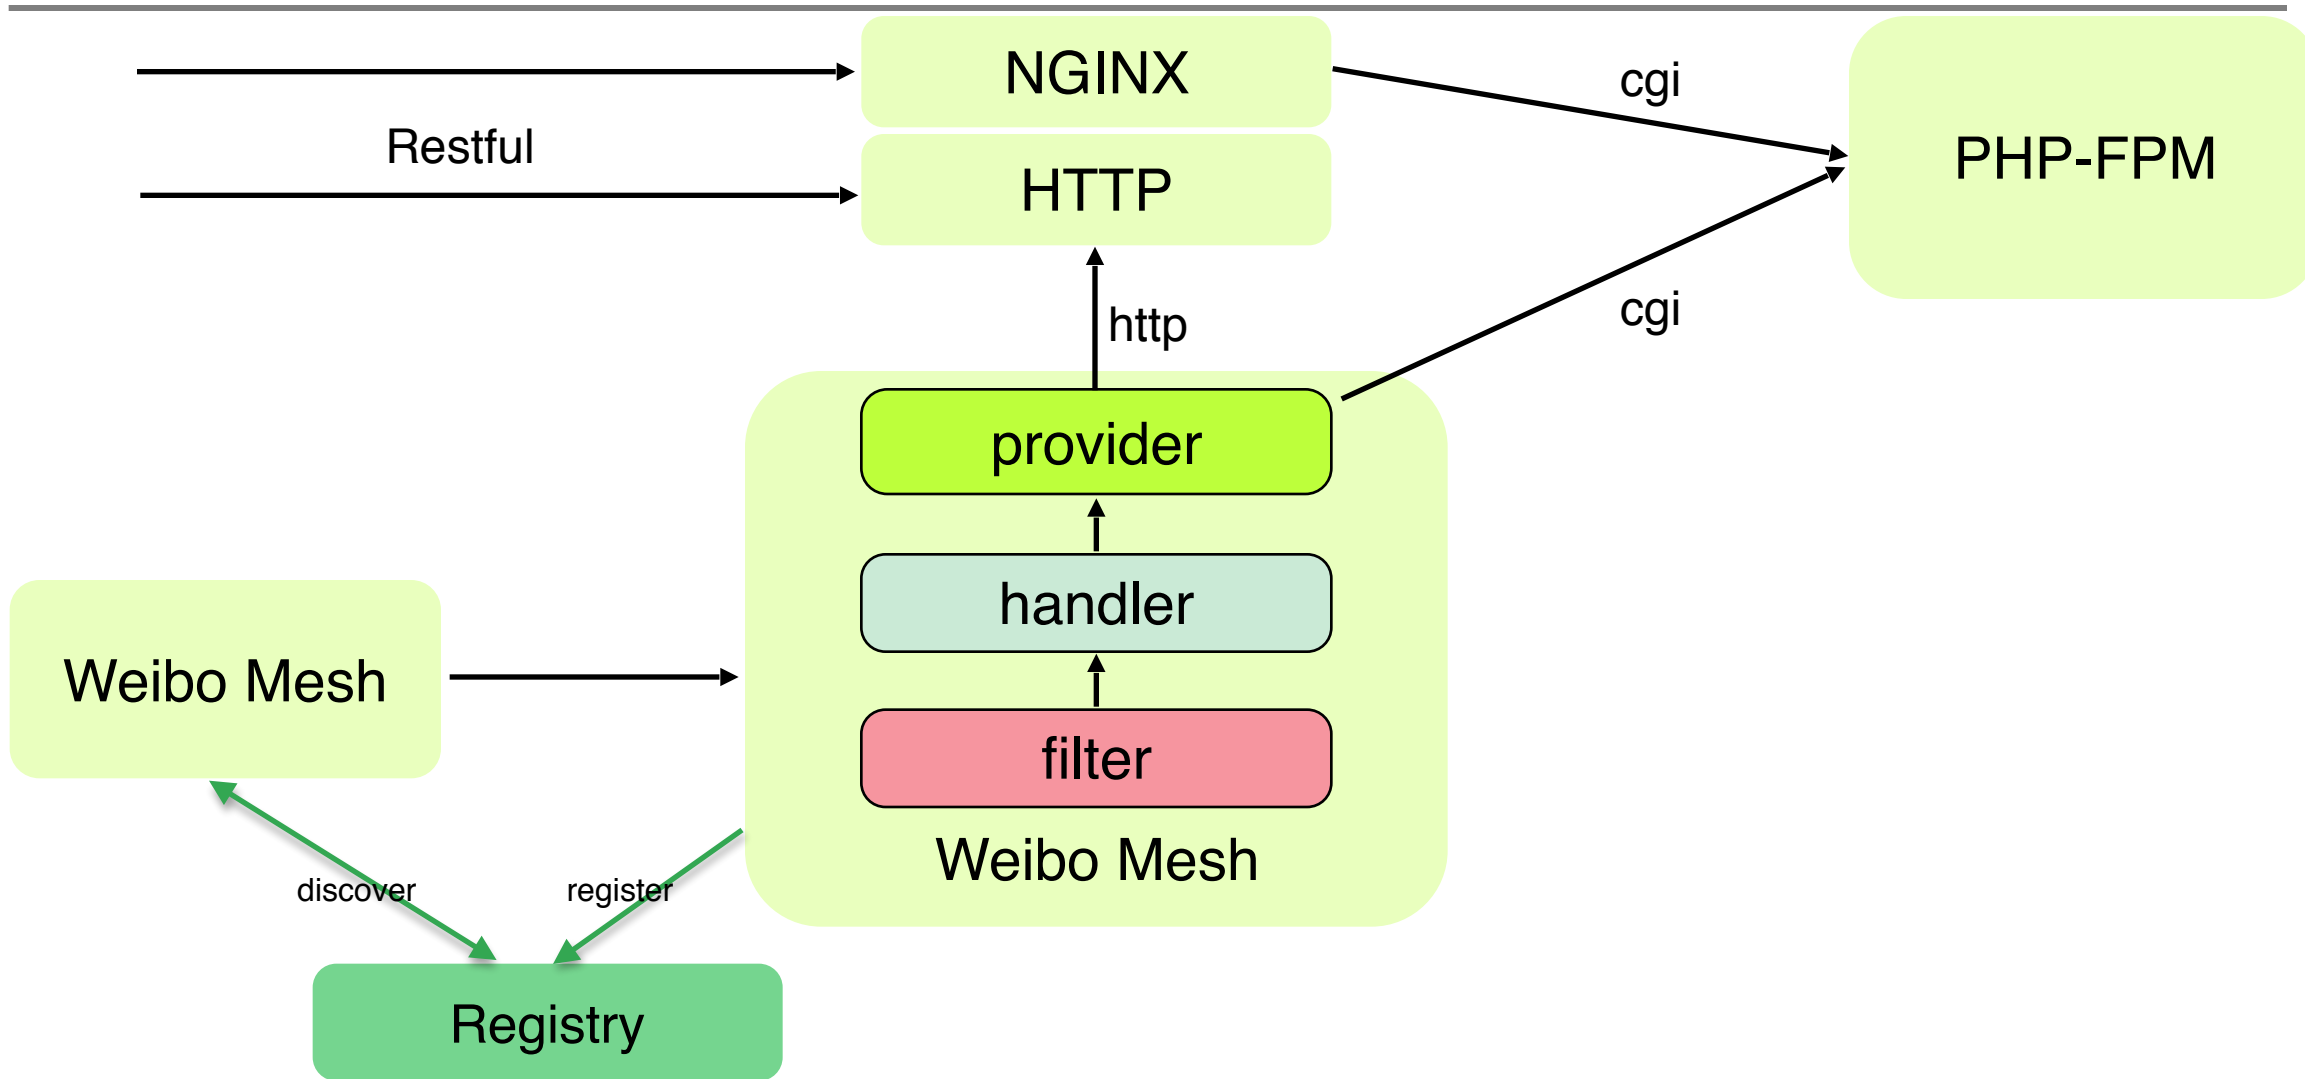 NGINX
cgi
Restful
PHP-FPM
HTTP
http
cgi
provider
handler
Weibo Mesh
filter
Weibo Mesh
discover
register
Registry